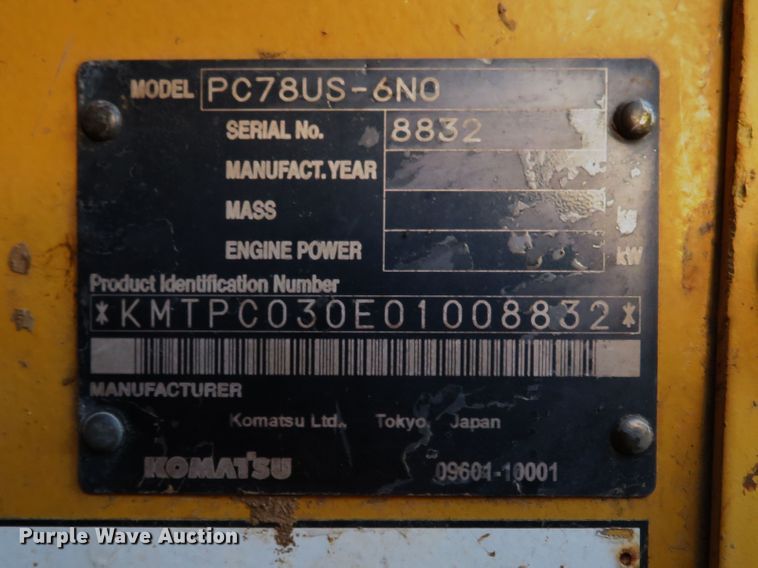 MODEL PC78US-6N0
SERIAL No. 8832
MANUFACT. YEAR
MASS kg
ENGINE POWER kW
Product Identification Number
*KMTPC030E01008832*
MANUFACTURER
Komatsu Ltd., Tokyo, Japan
KOMATSU 09601-10001
Purple Wave Auction